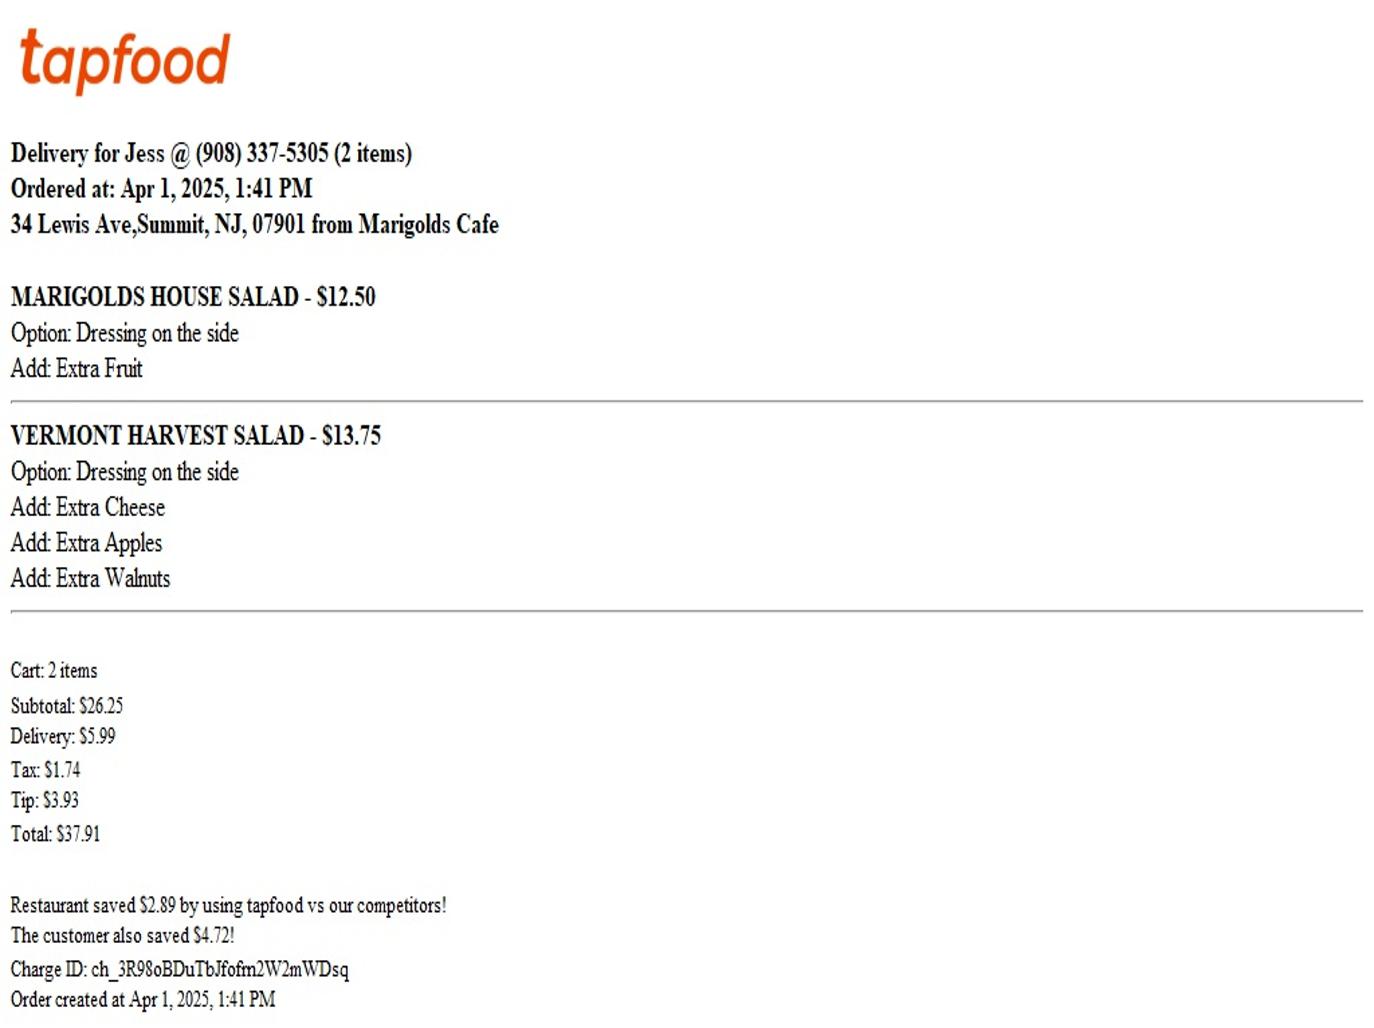 tapfood
Delivery for Jess @ (908) 337-5305 (2 items)
Ordered at: Apr 1, 2025, 1:41 PM
34 Lewis Ave,Summit, NJ, 07901 from Marigolds Cafe
MARIGOLDS HOUSE SALAD - $12.50
Option: Dressing on the side
Add: Extra Fruit
VERMONT HARVEST SALAD - $13.75
Option: Dressing on the side
Add: Extra Cheese
Add: Extra Apples
Add: Extra Walnuts
Cart: 2 items
Subtotal: $26.25
Delivery: $5.99
Tax: $1.74
Tip: $3.93
Total: $37.91
Restaurant saved $2.89 by using tapfood vs our competitors!
The customer also saved $4.72!
Charge ID: ch_3R98oBDuTbJfofm2W2mWDsq
Order created at Apr 1, 2025, 1:41 PM